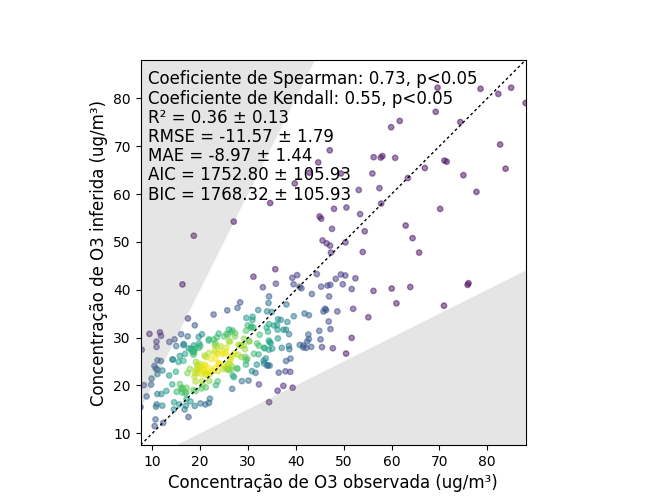 Coeficiente de Spearman: 0.73, p<0.05
Coeficiente de Kendall: 0.55, p<0.05
R² = 0.36 ± 0.13
RMSE = -11.57 ± 1.79
MAE = -8.97 ± 1.44
AIC = 1752.80 ± 105.93
BIC = 1768.32 ± 105.93
Concentração de O3 inferida (ug/m³)
80
70
60
50
40
30
20
10
10 20 30 40 50 60 70 80
Concentração de O3 observada (ug/m³)